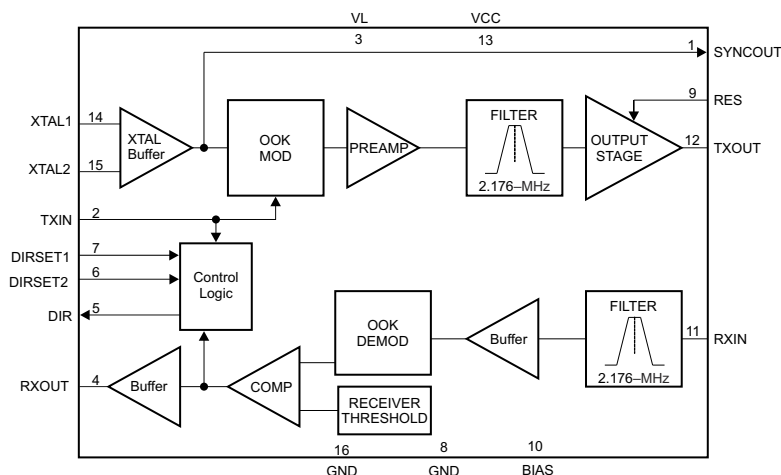 VL VCC
3 13
1 SYNCOUT
9 RES
XTAL1 14
XTAL
Buffer
OOK
MOD
PREAMP
FILTER
2.176–MHz
OUTPUT
STAGE
12 TXOUT
XTAL2 15
TXIN 2
DIRSET1 7
DIRSET2 6
DIR 5
Control
Logic
OOK
DEMOD
Buffer
FILTER
2.176–MHz
11 RXIN
RXOUT 4
Buffer
COMP
RECEIVER
THRESHOLD
16 8 10
GND GND BIAS